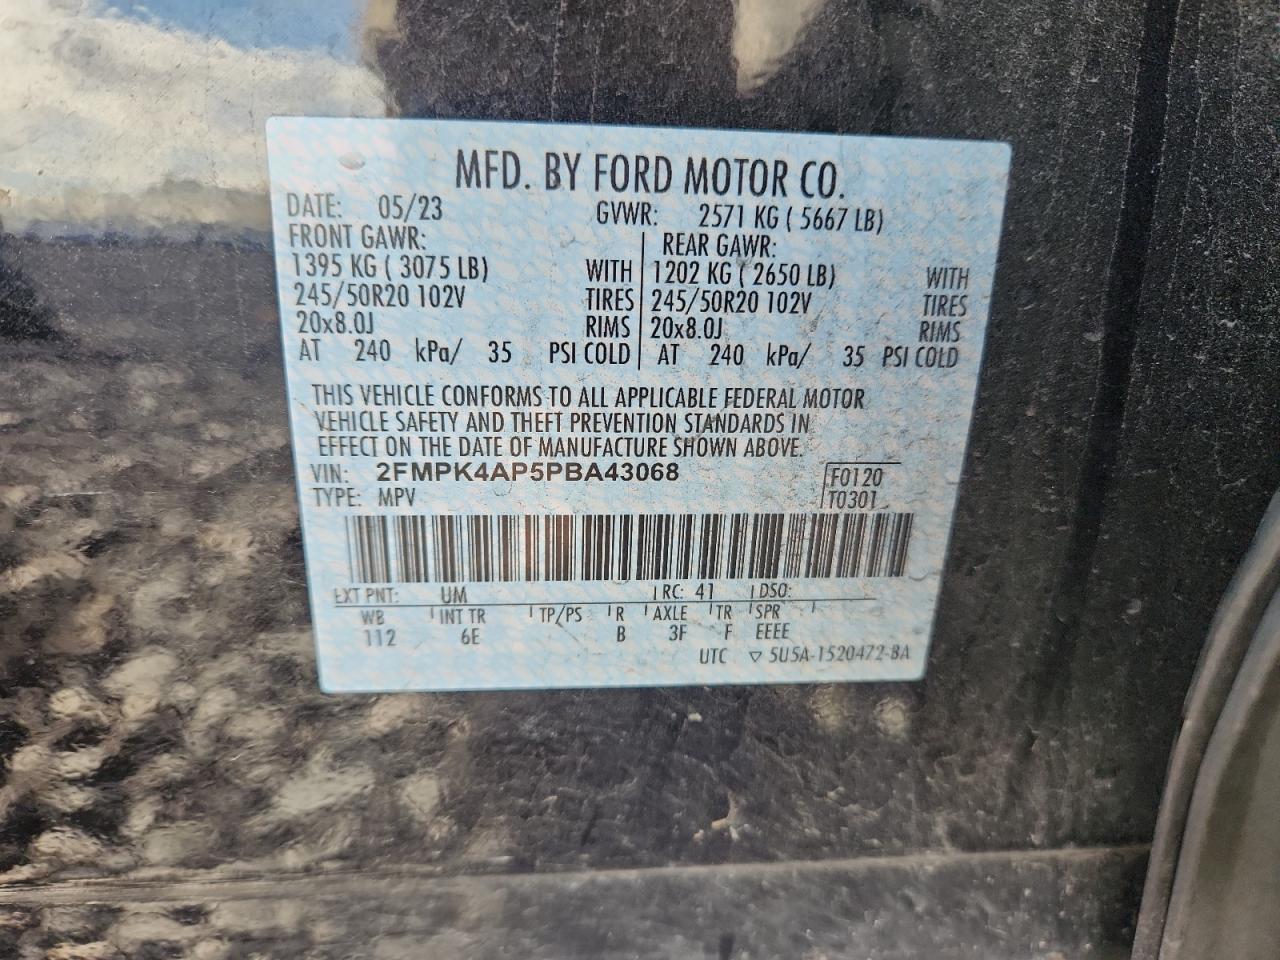 MFD. BY FORD MOTOR CO.
DATE: 05/23 GVWR: 2571 KG ( 5667 LB)
FRONT GAWR: REAR GAWR:
1395 KG ( 3075 LB) WITH 1202 KG ( 2650 LB) WITH
245/50R20 102V TIRES 245/50R20 102V TIRES
20x8.0J RIMS 20x8.0J RIMS
AT 240 kPa/ 35 PSI COLD AT 240 kPa/ 35 PSI COLD
THIS VEHICLE CONFORMS TO ALL APPLICABLE FEDERAL MOTOR
VEHICLE SAFETY AND THEFT PREVENTION STANDARDS IN
EFFECT ON THE DATE OF MANUFACTURE SHOWN ABOVE.
VIN: 2FMPK4AP5PBA43068 F0120
TYPE: MPV T0301
EXT PNT: UM RC: 41 DSO:
WB INT TR TP/PS R AXLE TR SPR
112 6E B 3F F EEEE
UTC ▽ 5U5A-1520472-BA